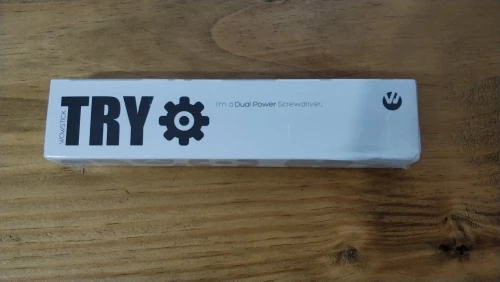 WOWSTICK
TRY
I'm a Dual Power Screwdriver.